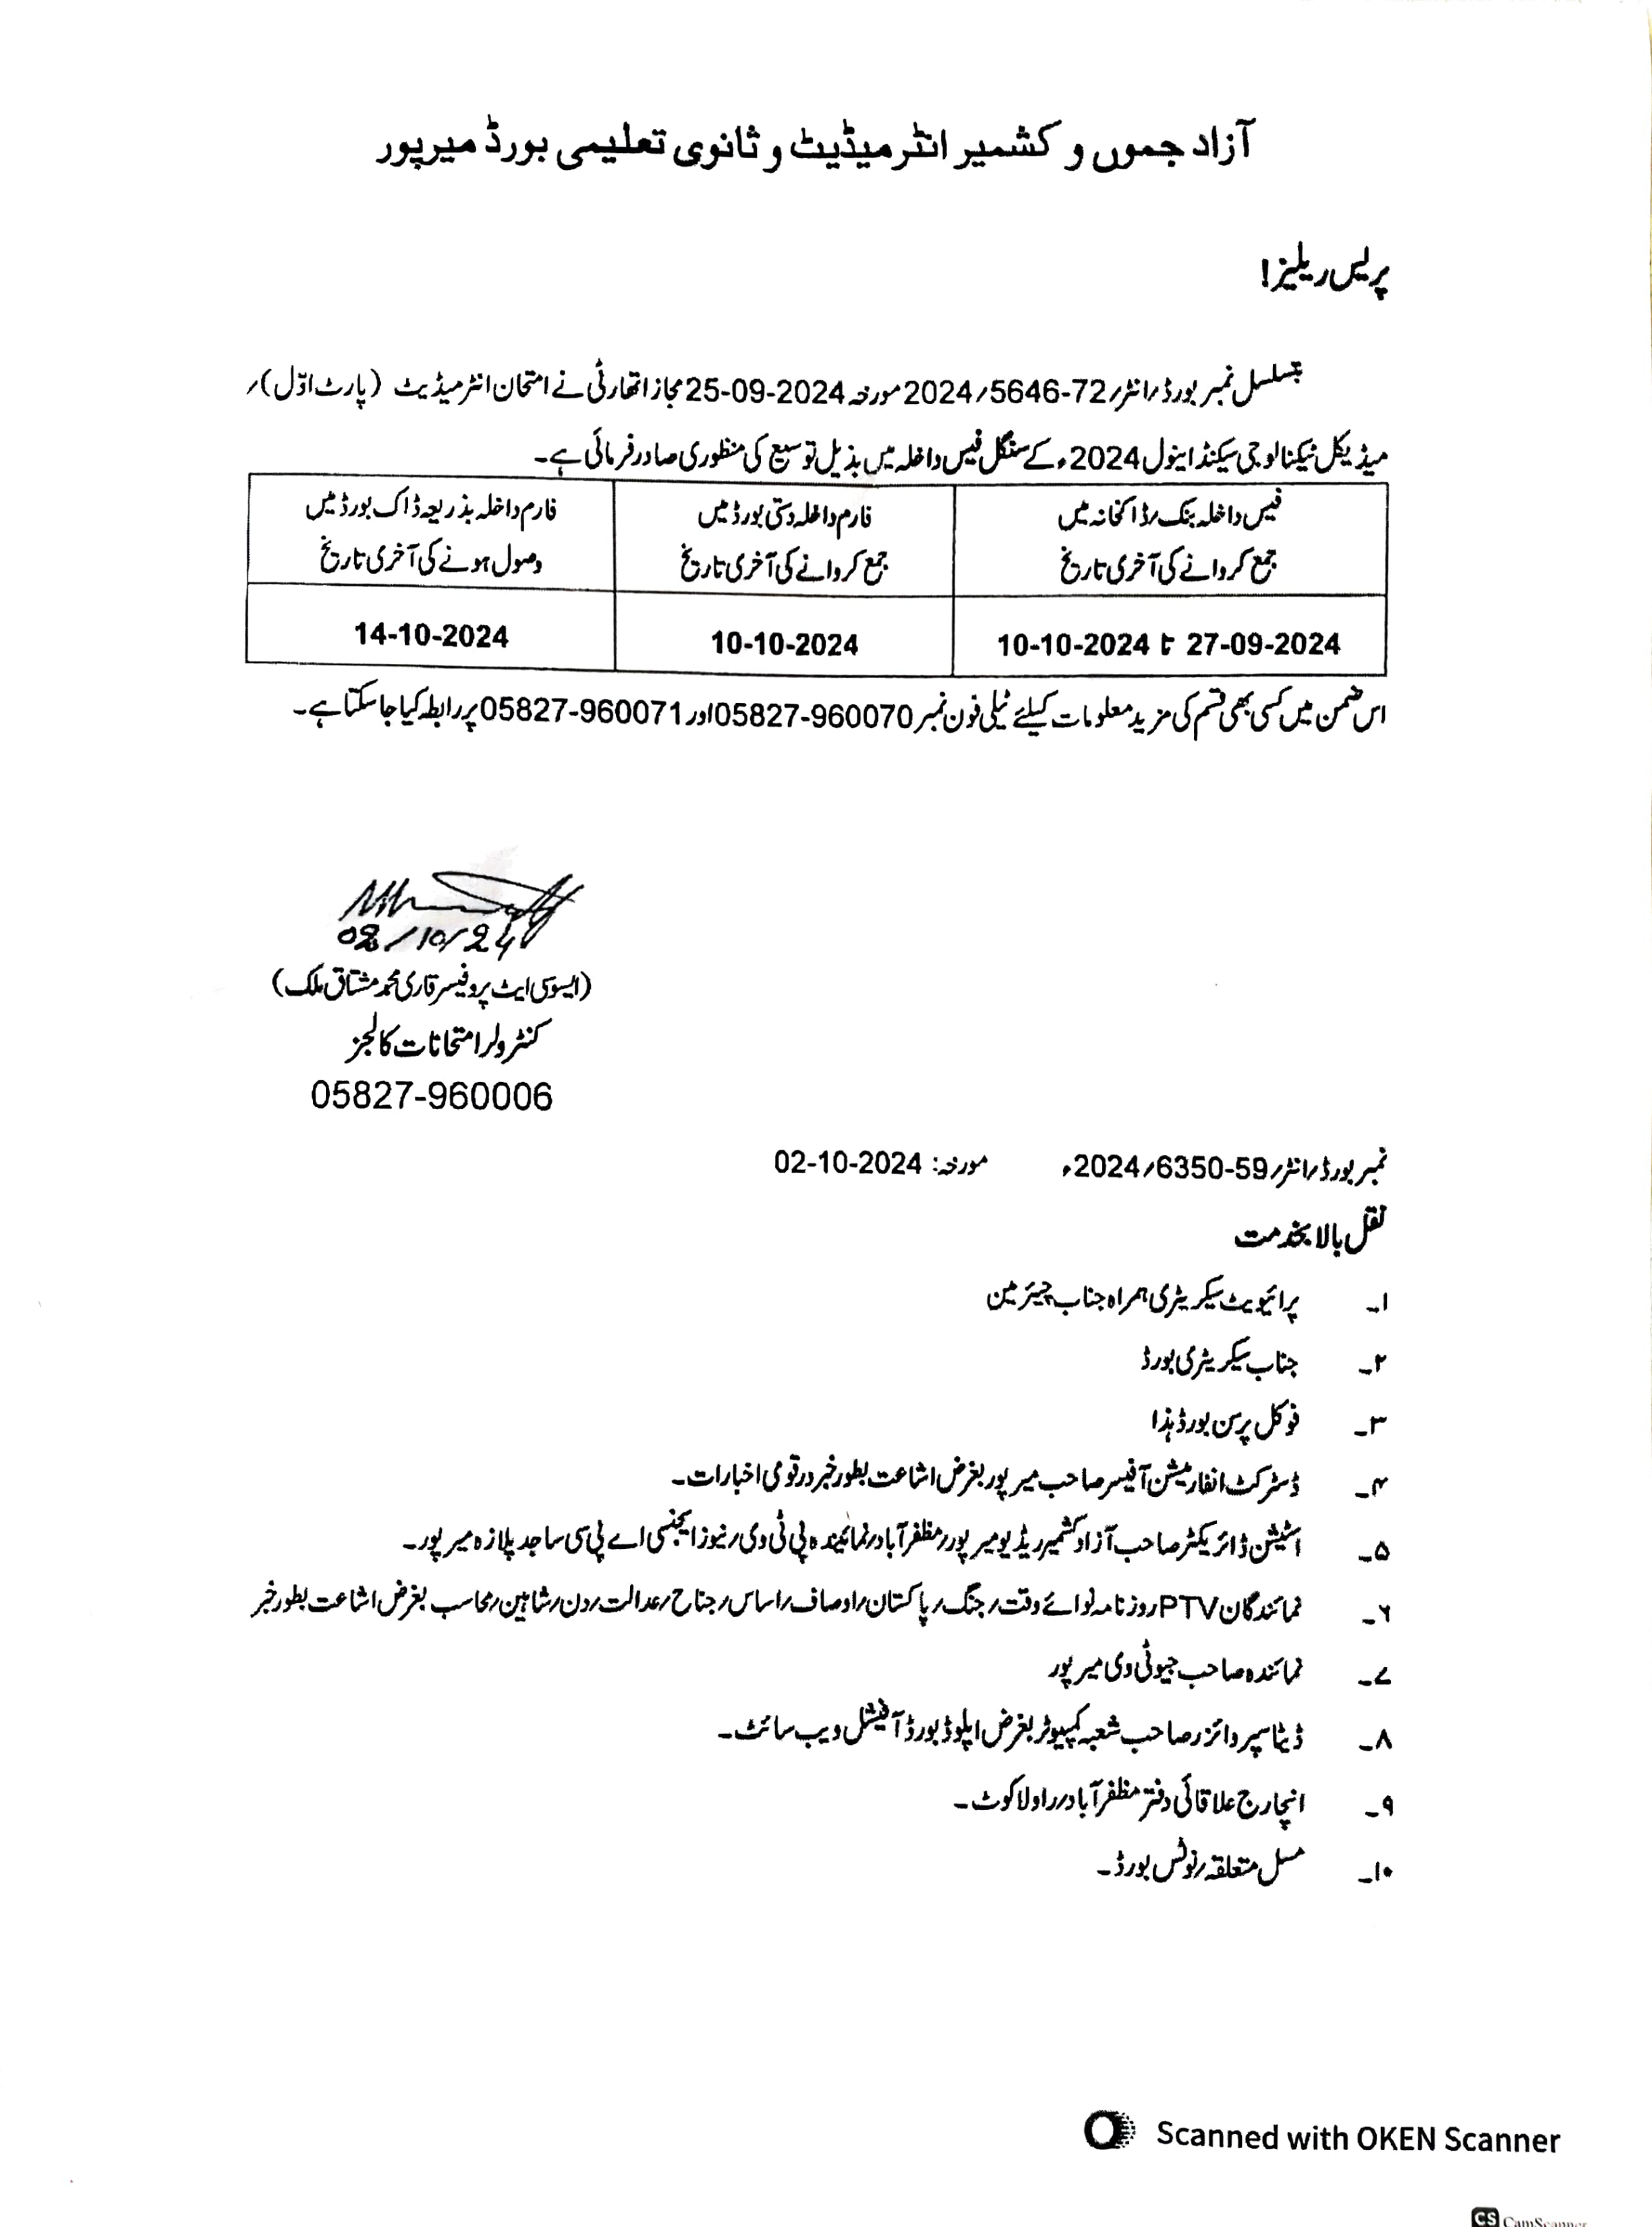 آزاد جموں و کشمیر انٹرمیڈیٹ و ثانوی تعلیمی بورڈ میرپور
پریس ریلیز!
بتسلسل نمبر بورڈ/انٹر/72-5646/2024 مورخہ 25-09-2024 مجاز اتھارٹی نے امتحان انٹرمیڈیٹ (پارٹ اوّل)/
میڈیکل ٹیکنالوجی سیکنڈ اینول 2024ء کے سنگل فیس داخلہ میں بذیل توسیع کی منظوری صادر فرمائی ہے۔
فیس داخلہ بنک/ڈاکخانہ میں
جمع کروانے کی آخری تاریخ
فارم داخلہ دستی بورڈ میں
جمع کروانے کی آخری تاریخ
فارم داخلہ بذریعہ ڈاک بورڈ میں
وصول ہونے کی آخری تاریخ
27-09-2024 تا 10-10-2024
10-10-2024
14-10-2024
اس ضمن میں کسی بھی قسم کی مزید معلومات کیلئے ٹیلی فون نمبر 05827-960070 اور 05827-960071 پر رابطہ کیا جا سکتا ہے۔
02/10/24
(ایسوسی ایٹ پروفیسر قاری محمد مشتاق ملک)
کنٹرولر امتحانات کالجز
05827-960006
نمبر بورڈ/انٹر/59-6350/2024ء مورخہ: 02-10-2024
نقل بالا بخدمت
۱۔ پرائیویٹ سیکریٹری ہمراہ جناب چیئرمین
۲۔ جناب سیکریٹری بورڈ
۳۔ فوکل پرسن بورڈ ہذا
۴۔ ڈسٹرکٹ انفارمیشن آفیسر صاحب میرپور بغرض اشاعت بطور خبر در قومی اخبارات۔
۵۔ اسٹیشن ڈائریکٹر صاحب آزاد کشمیر ریڈیو میرپور/مظفرآباد/نمائیندہ پی ٹی وی/نیوز ایجنسی اے پی پی ساجد پلازہ میرپور۔
۶۔ نمائندگان PTV روزنامہ نوائے وقت/جنگ/پاکستان/اوصاف/اساس/جناح/عدالت/دن/شاہین/محاسب بغرض اشاعت بطور خبر
۷۔ نمائندہ صاحب جیو ٹی وی میرپور
۸۔ ڈیٹا سپروائزر صاحب شعبہ کمپیوٹر بغرض اپلوڈ بورڈ آفیشل ویب سائٹ۔
۹۔ انچارج علاقائی دفتر مظفرآباد/راولاکوٹ۔
۱۰۔ مسل متعلقہ/نوٹس بورڈ۔
Scanned with OKEN Scanner
CS CamScanner